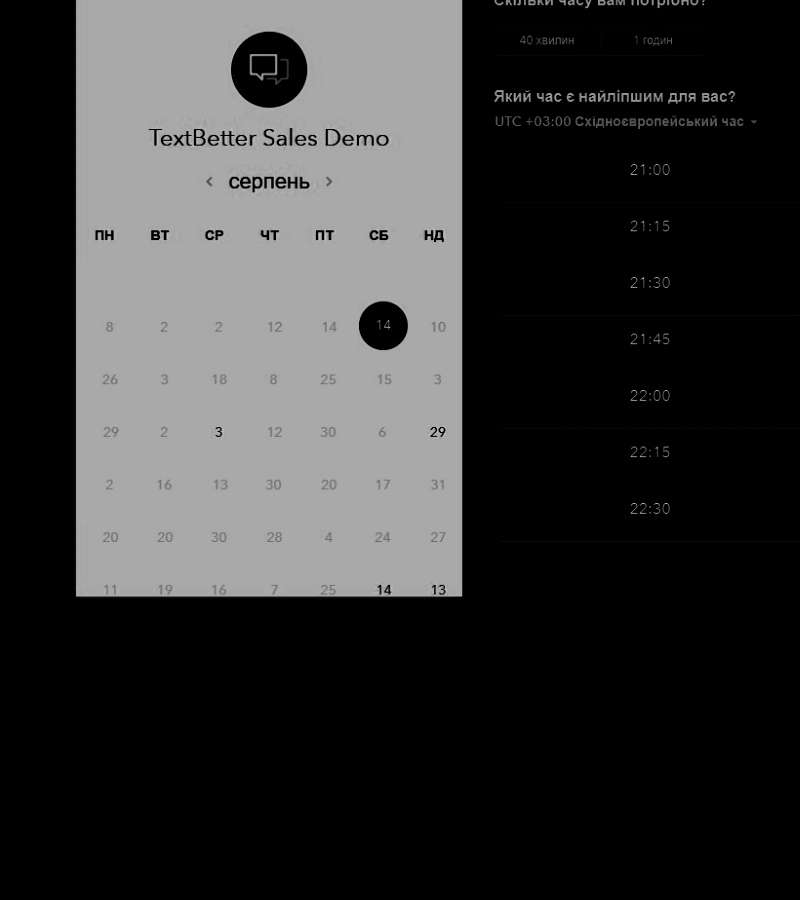 TextBetter Sales Demo
серпень
ПН ВТ СР ЧТ ПТ СБ НД
8 2 2 12 14 14 10
26 3 18 8 25 15 3
29 2 3 12 30 6 29
2 16 13 30 20 17 31
20 20 30 28 4 24 27
11 19 16 7 25 14 13
Скільки часу вам потрібно?
40 хвилин 1 годин
Який час є найліпшим для вас?
UTC +03:00 Східноєвропейський час
21:00
21:15
21:30
21:45
22:00
22:15
22:30